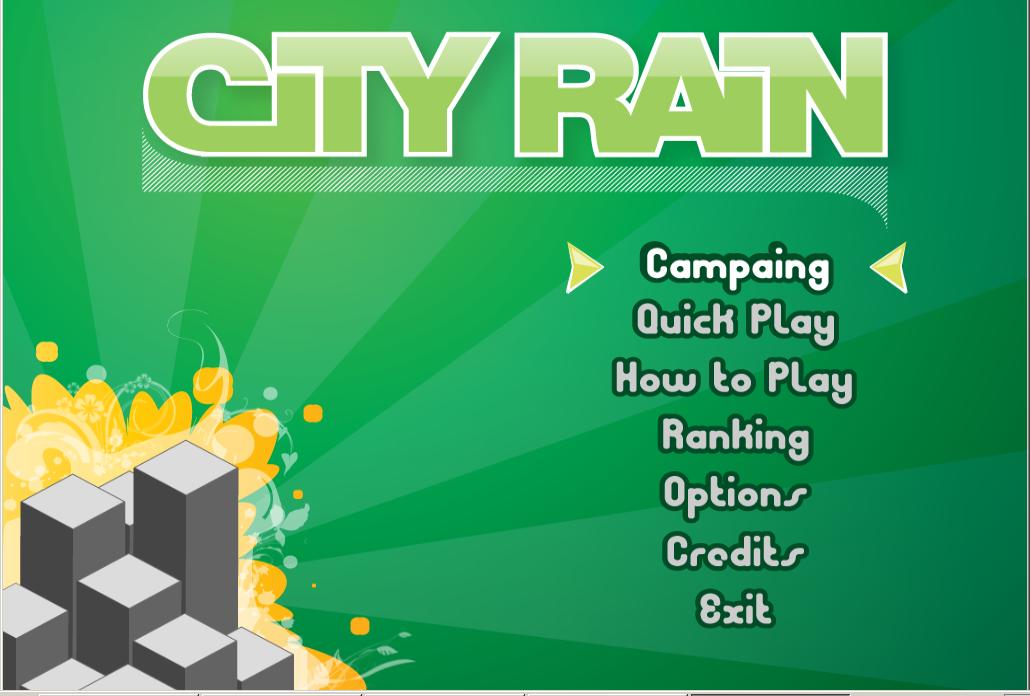 CITY RAIN
Campaing
Quick Play
How to Play
Ranking
Options
Credits
Exit